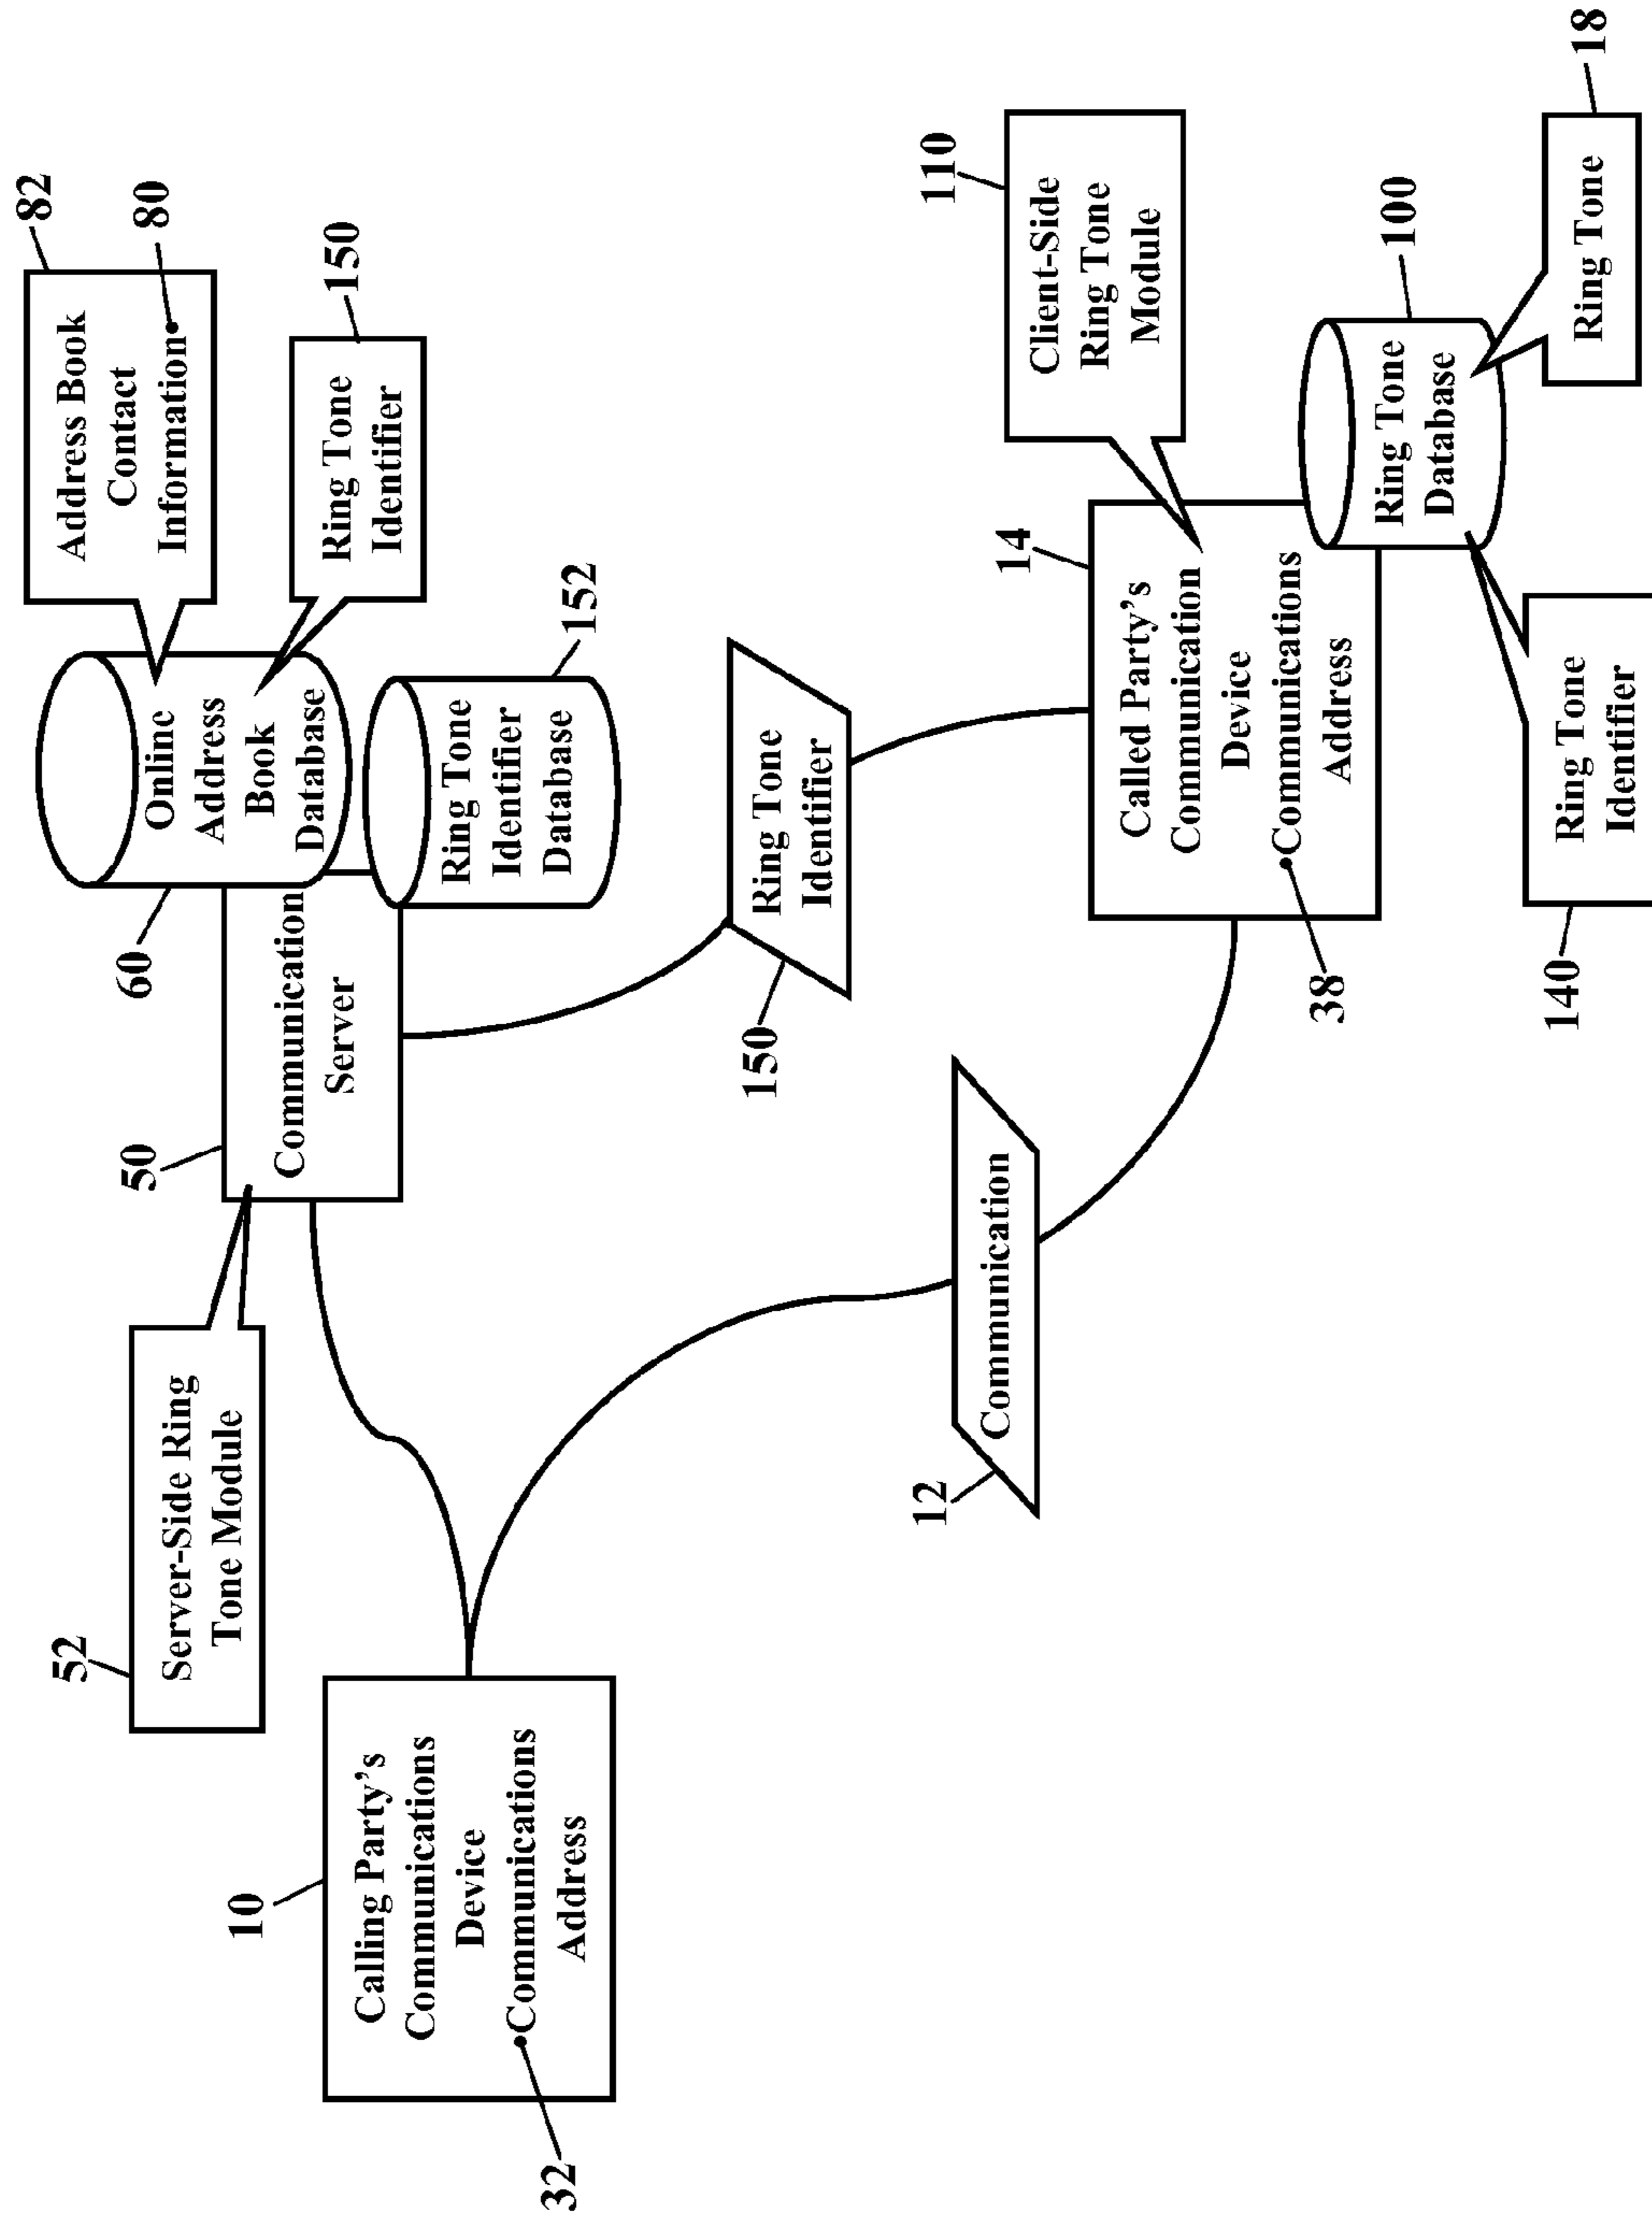 52
Server-Side Ring
Tone Module
50
Communication
Server
60
Online
Address
Book
Database
82
Address Book
Contact
Information
80
150
Ring Tone
Identifier
152
Ring Tone
Identifier
Database
10
Calling Party's
Communications
Device
Communications
Address
32
150
Ring Tone
Identifier
12
Communication
14
Called Party's
Communication
Device
Communications
Address
38
110
Client-Side
Ring Tone
Module
100
Ring Tone
Database
140
Ring Tone
Identifier
18
Ring Tone